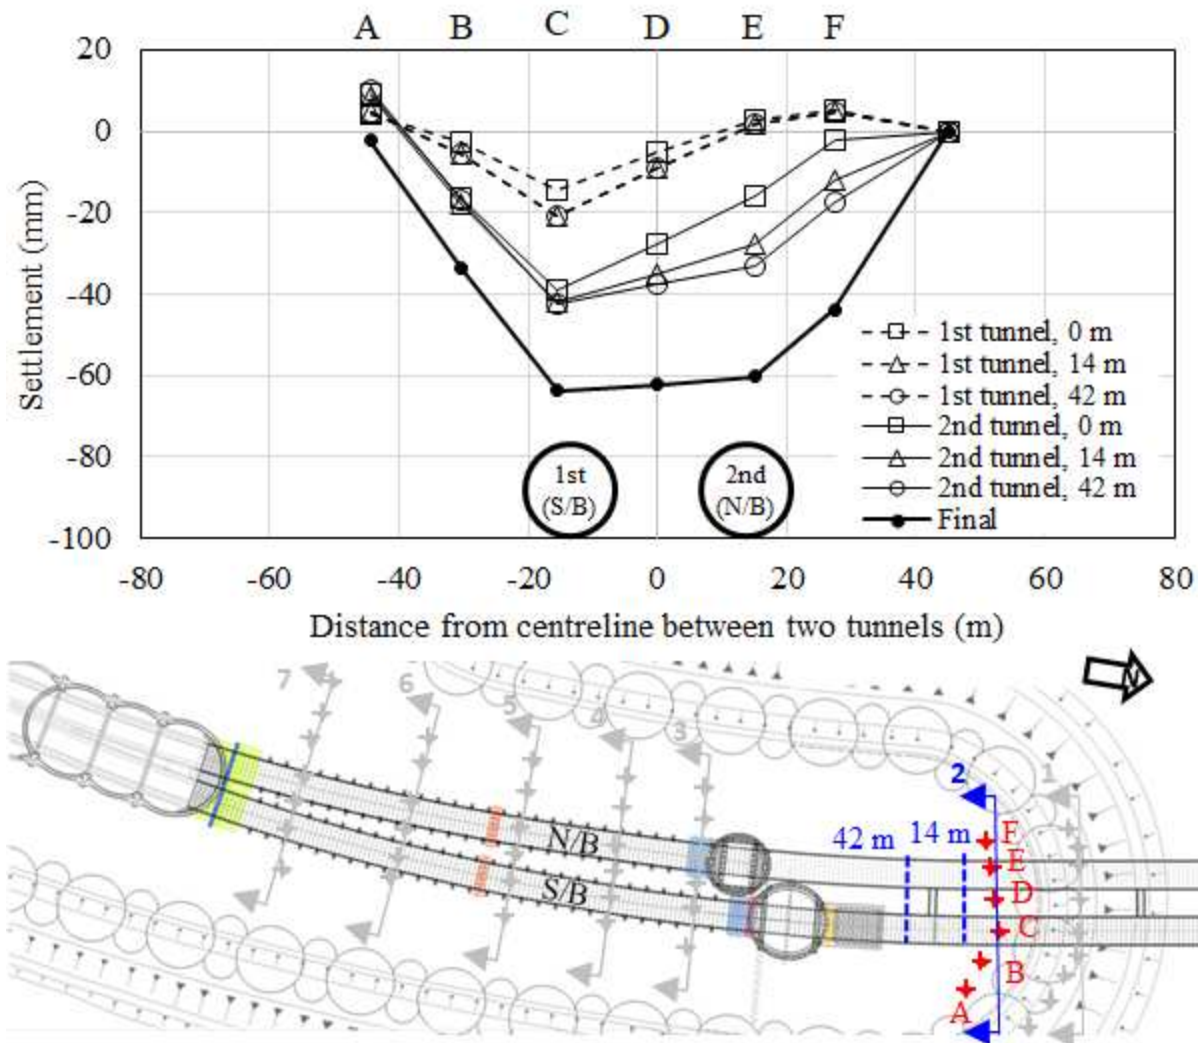 A B C D E F
20
0
-20
-40
-60
-80
-100
Settlement (mm)
1st tunnel, 0 m
1st tunnel, 14 m
1st tunnel, 42 m
2nd tunnel, 0 m
2nd tunnel, 14 m
2nd tunnel, 42 m
Final
1st
(S/B)
2nd
(N/B)
-80 -60 -40 -20 0 20 40 60 80
Distance from centreline between two tunnels (m)
N
7
6
5
4
3
2
1
42 m 14 m
N/B
S/B
F
E
D
C
B
A